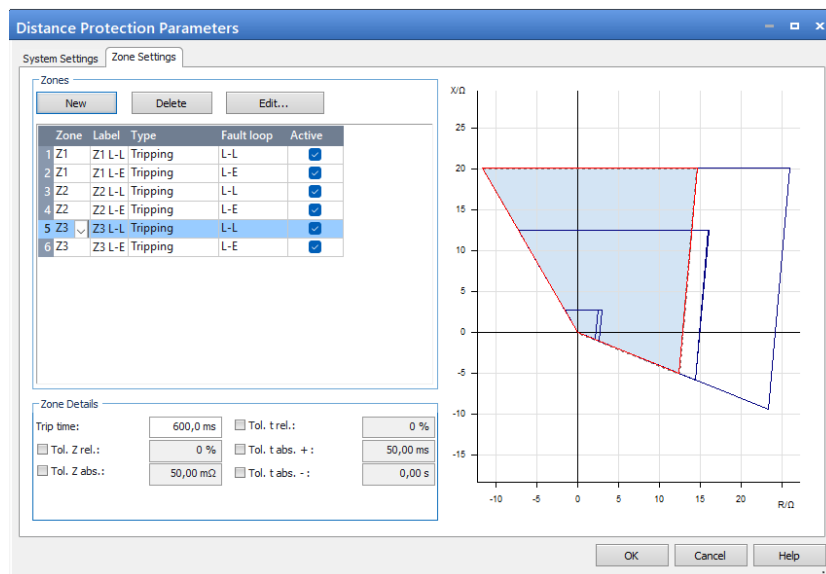 Distance Protection Parameters
System Settings Zone Settings
Zones
New Delete Edit...
Zone Label Type Fault loop Active
1 Z1 Z1 L-L Tripping L-L
2 Z1 Z1 L-E Tripping L-E
3 Z2 Z2 L-L Tripping L-L
4 Z2 Z2 L-E Tripping L-E
5 Z3 Z3 L-L Tripping L-L
6 Z3 Z3 L-E Tripping L-E
Zone Details
Trip time: 600,0 ms Tol. t rel.: 0 %
Tol. Z rel.: 0 % Tol. t abs. + : 50,00 ms
Tol. Z abs.: 50,00 mΩ Tol. t abs. - : 0,00 s
X/Ω
25
20
15
10
5
0
-5
-10
-15
-10 -5 0 5 10 15 20
R/Ω
OK Cancel Help